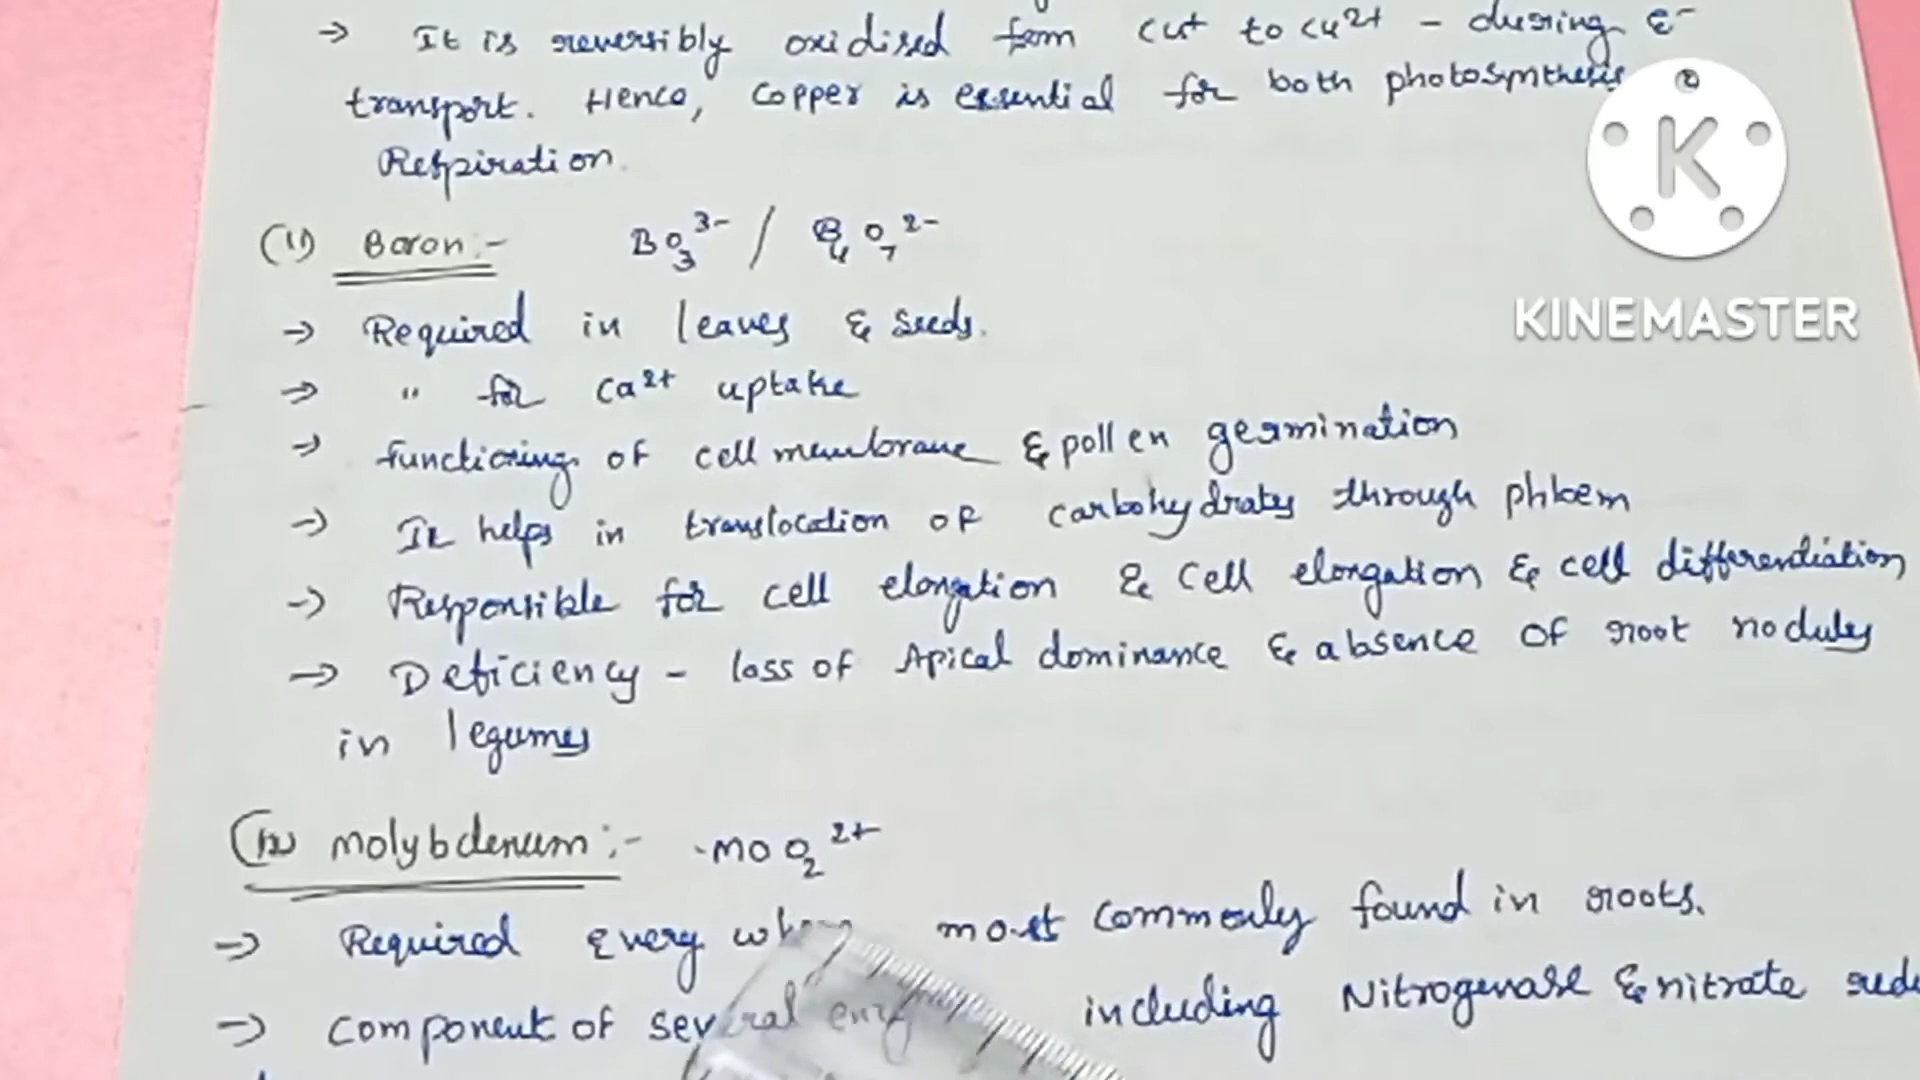 → It is reversibly oxidised from Cu+ to Cu2+ - during E-
transport. Hence, Copper is essential for both photosynthesis
Respiration.
K
KINEMASTER
(11) Boron:- BO3 3- / B4O7 2-
→ Required in leaves & Seeds.
→ " for Ca2+ uptake
→ functioning of cell membrane & pollen germination
→ It helps in translocation of carbohydrates through phloem
→ Responsible for cell elongation & cell elongation & cell differentiation
→ Deficiency - loss of Apical dominance & absence of root nodules
in legumes
(12) Molybdenum:- MoO2 2+
→ Required Every most commonly found in roots.
→ Component of several including Nitrogenase & nitrate